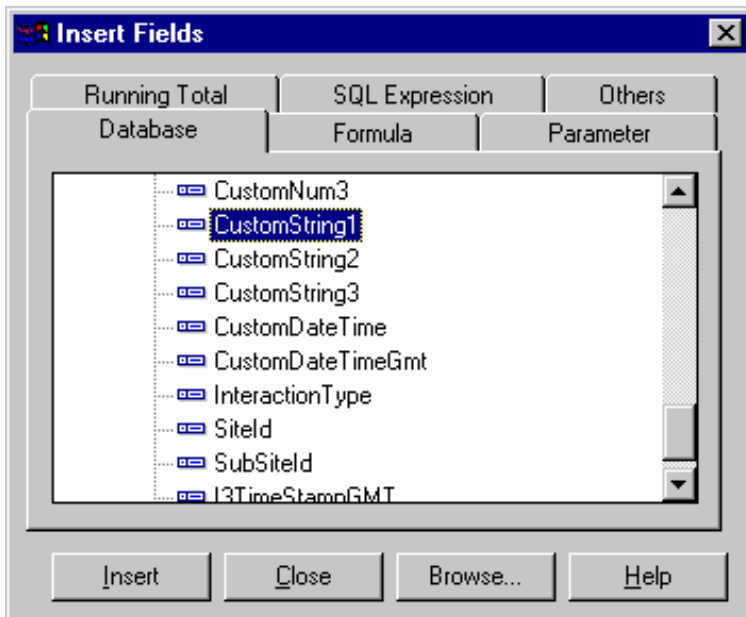 Insert Fields
Running Total SQL Expression Others
Database Formula Parameter
CustomNum3
CustomString1
CustomString2
CustomString3
CustomDateTime
CustomDateTimeGmt
InteractionType
SiteId
SubSiteId
I3TimeStampGMT
Insert Close Browse... Help